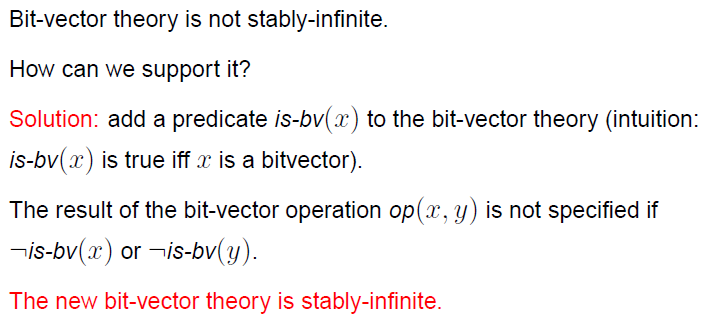 Bit-vector theory is not stably-infinite.
How can we support it?
Solution: add a predicate is-bv(x) to the bit-vector theory (intuition:
is-bv(x) is true iff x is a bitvector).
The result of the bit-vector operation op(x, y) is not specified if
¬is-bv(x) or ¬is-bv(y).
The new bit-vector theory is stably-infinite.